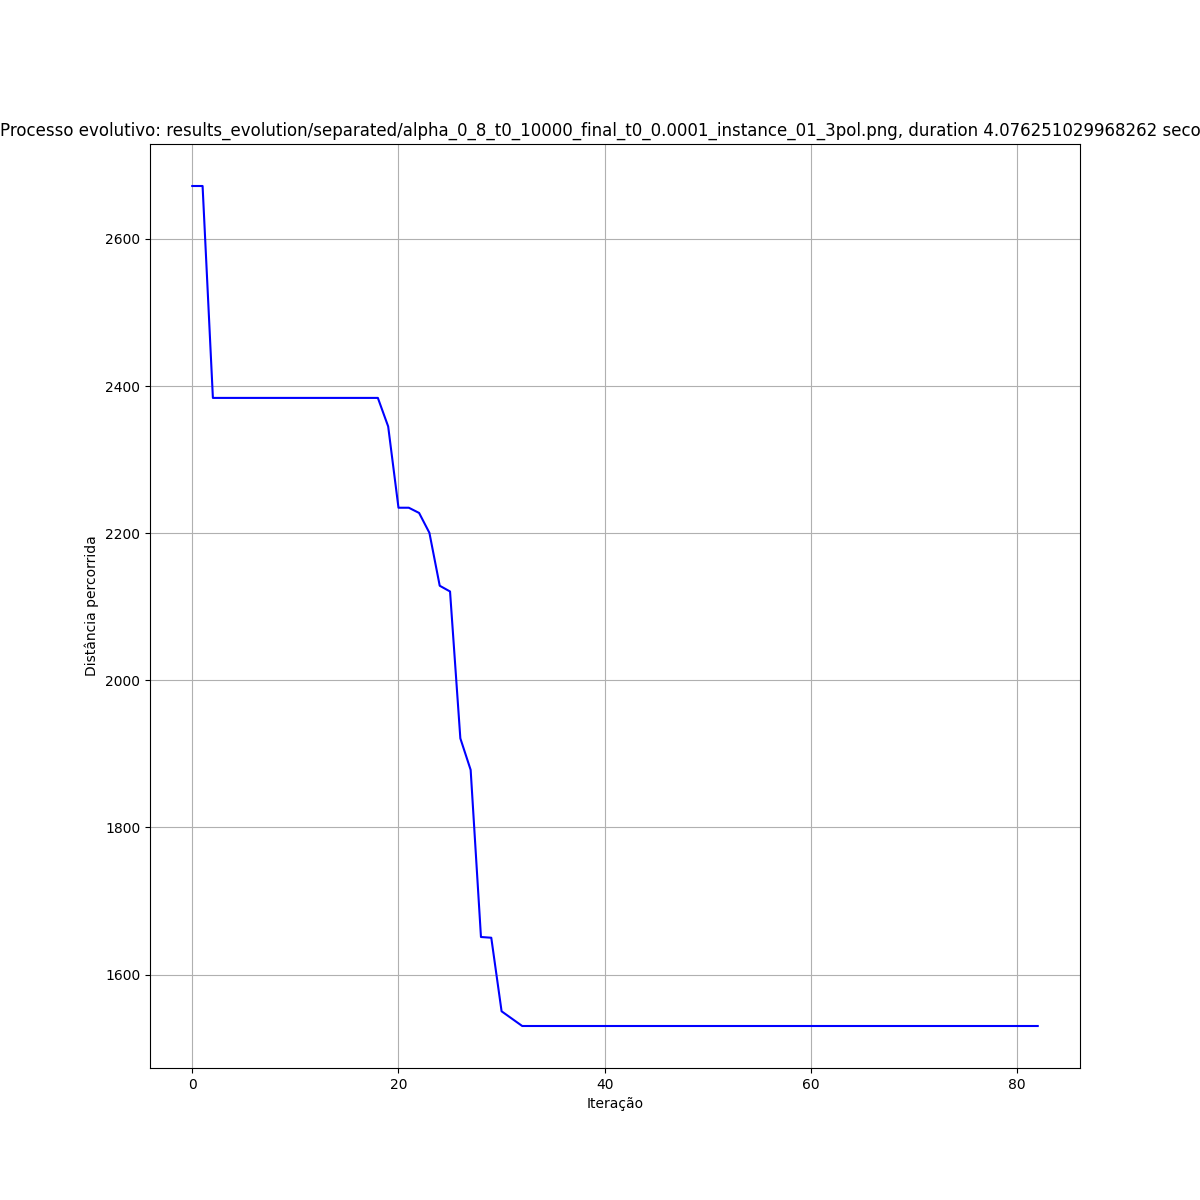 Processo evolutivo: results_evolution/separated/alpha_0_8_t0_10000_final_t0_0.0001_instance_01_3pol.png, duration 4.076251029968262 seco
2600
2400
2200
2000
1800
1600
Distância percorrida
0 20 40 60 80
Iteração